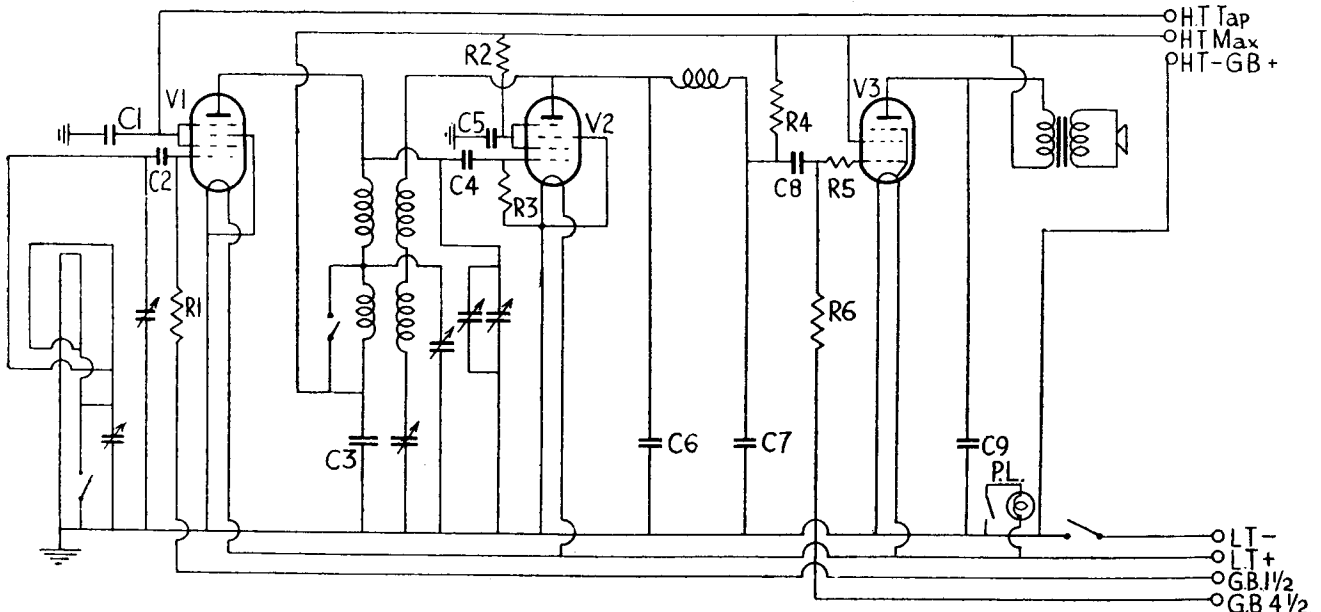 H.T Tap
HT Max
HT-GB+
R2
V1
C1
C5
V2
R4
V3
C2
C4
R3
C8
R5
R1
R6
C3
C6
C7
C9
P.L.
LT-
L.T+
G.B.1½
G.B 4½